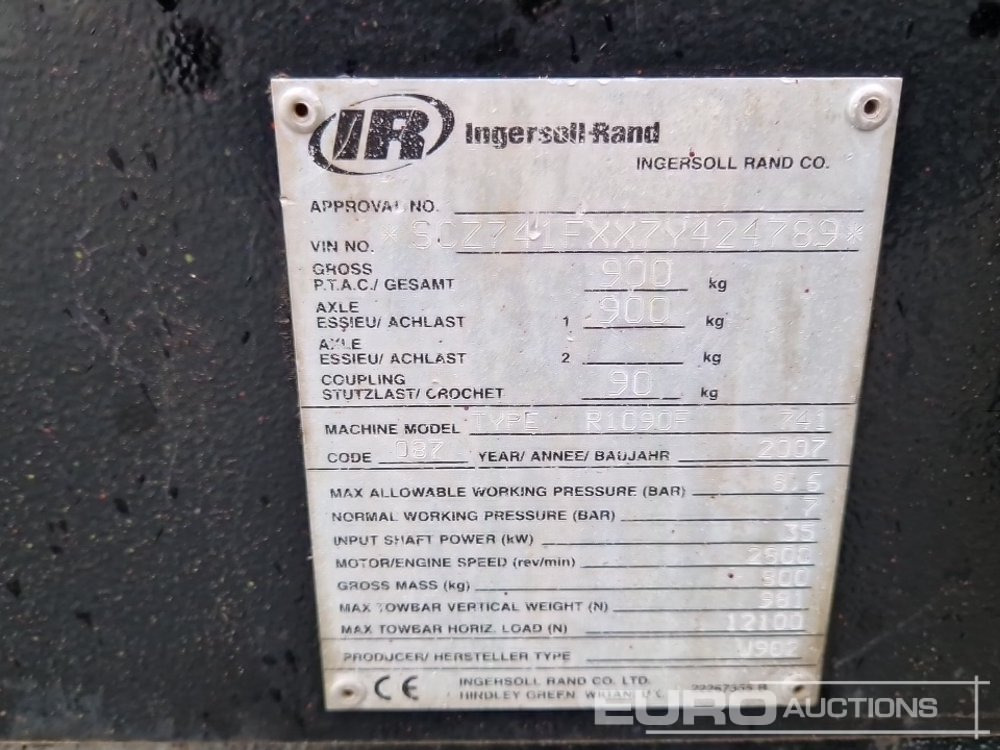 IR Ingersoll-Rand
INGERSOLL RAND CO.
APPROVAL NO.
VIN NO. *SCZ741FXX7Y424789*
GROSS
P.T.A.C./ GESAMT 900 kg
AXLE
ESSIEU/ ACHLAST 1 900 kg
AXLE
ESSIEU/ ACHLAST 2 kg
COUPLING
STUTZLAST/ CROCHET 90 kg
MACHINE MODEL TYPE R1090F 741
CODE 087 YEAR/ ANNEE/ BAUJAHR 2007
MAX ALLOWABLE WORKING PRESSURE (BAR) 8.6
NORMAL WORKING PRESSURE (BAR) 7
INPUT SHAFT POWER (kW) 35
MOTOR/ENGINE SPEED (rev/min) 2500
GROSS MASS (kg) 900
MAX TOWBAR VERTICAL WEIGHT (N) 981
MAX TOWBAR HORIZ. LOAD (N) 12100
PRODUCER/ HERSTELLER TYPE W902
CE INGERSOLL RAND CO. LTD.
HINDLEY GREEN, WIGAN, U.K.
EURO AUCTIONS